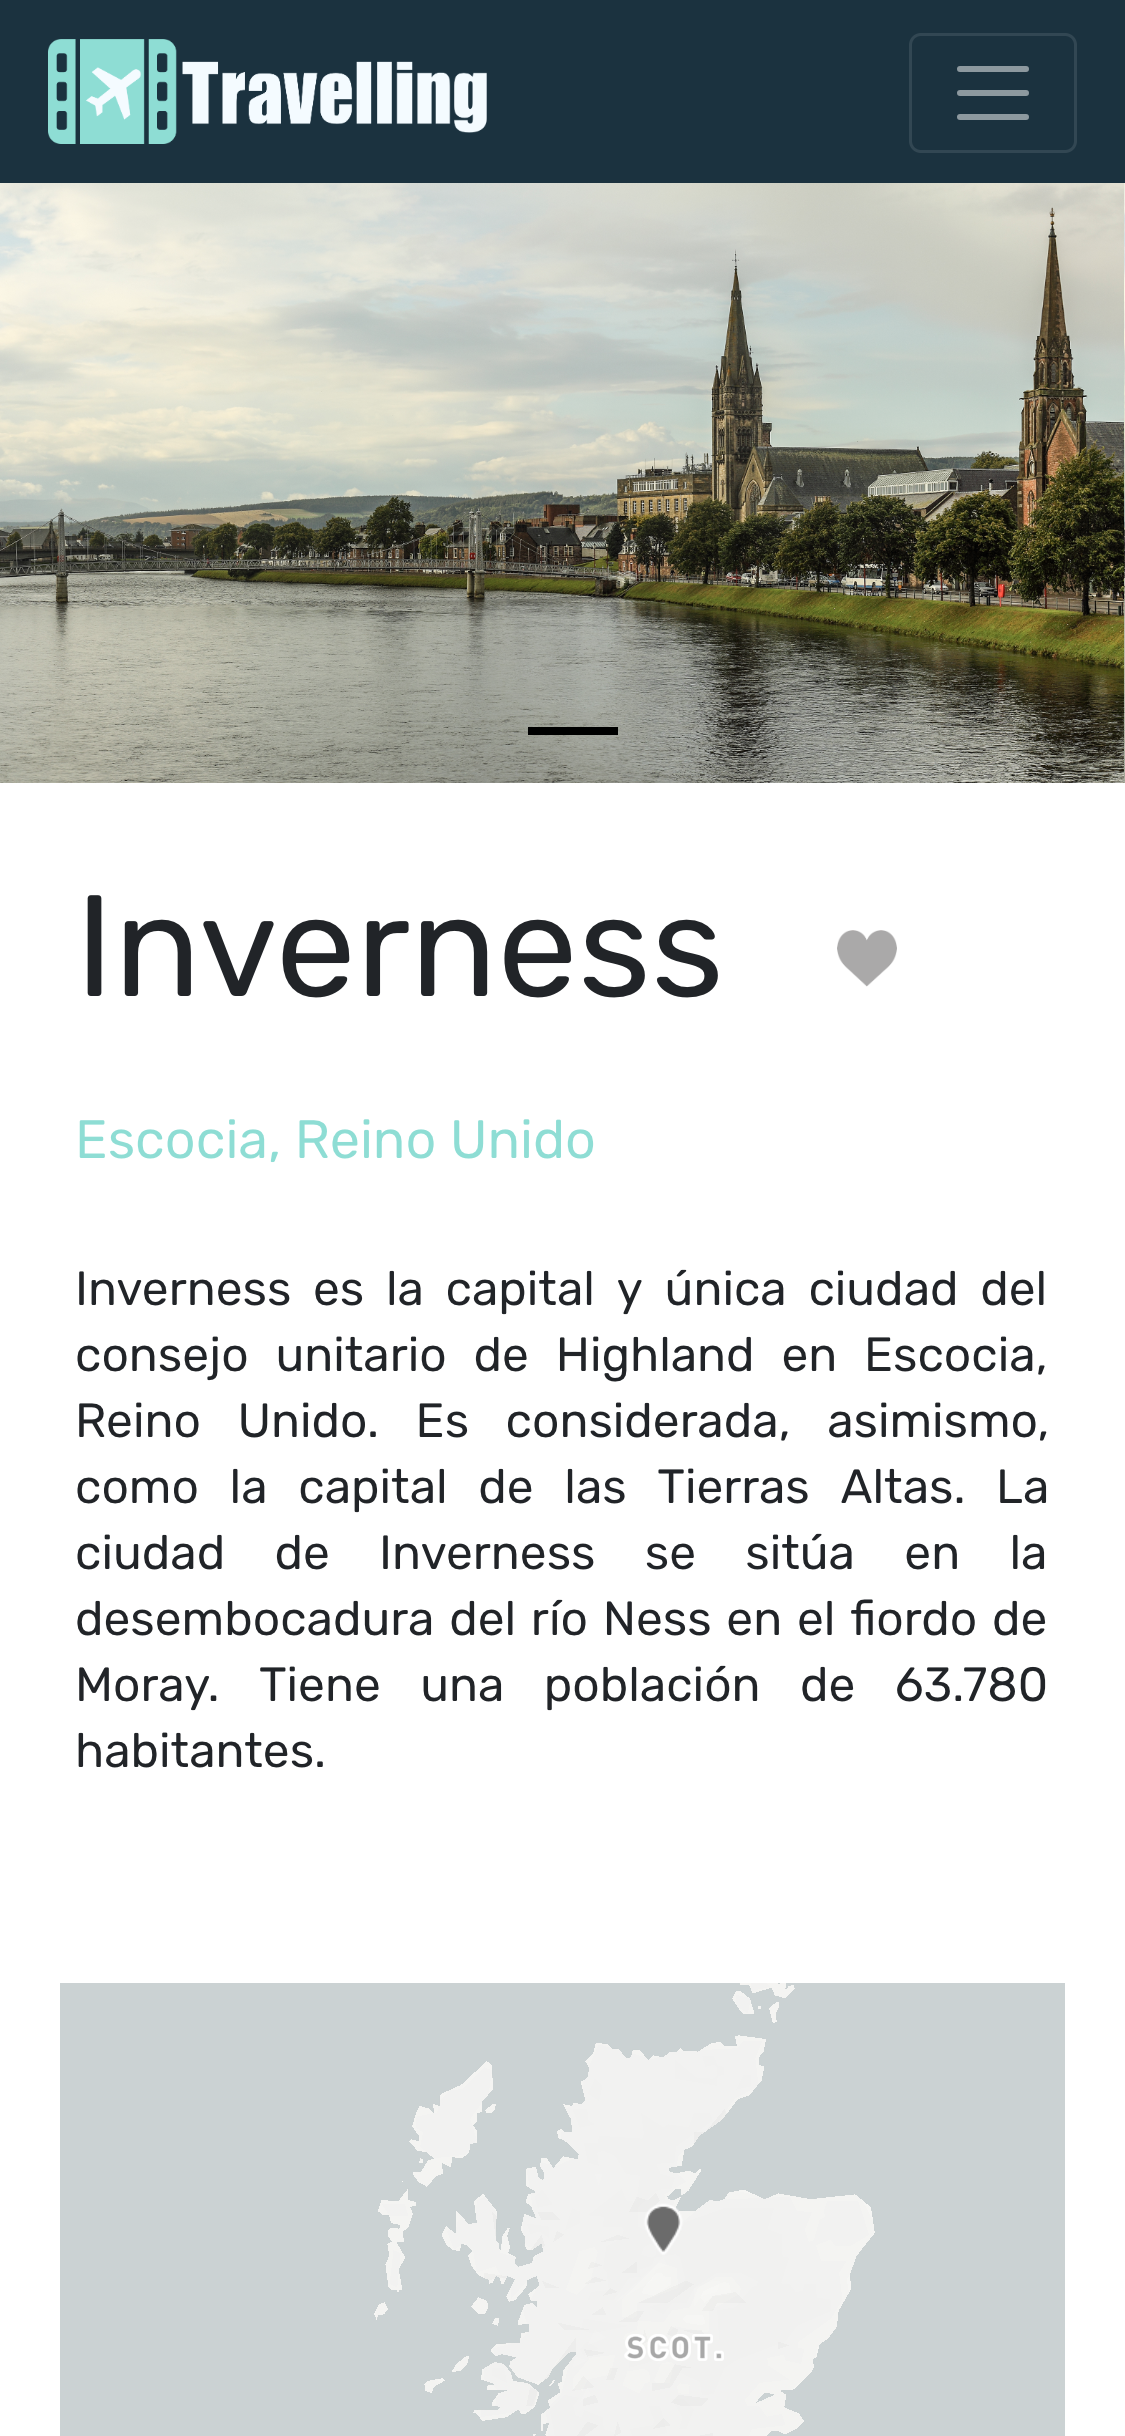 Travelling
Inverness
Escocia, Reino Unido
Inverness es la capital y única ciudad del
consejo unitario de Highland en Escocia,
Reino Unido. Es considerada, asimismo,
como la capital de las Tierras Altas. La
ciudad de Inverness se sitúa en la
desembocadura del río Ness en el fiordo de
Moray. Tiene una población de 63.780
habitantes.
SCOT.